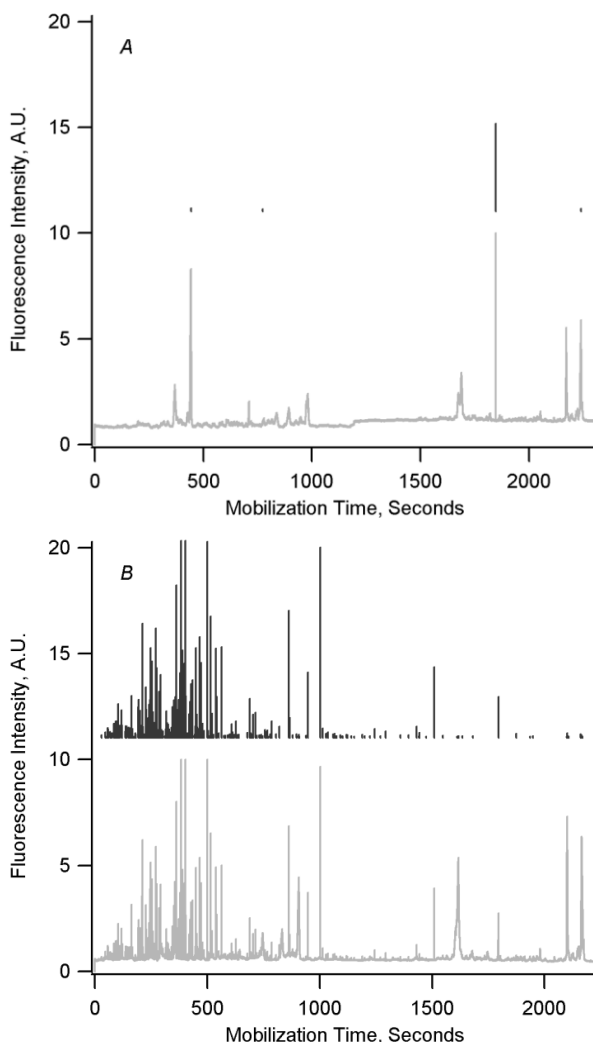 20
A
15
10
5
0
Fluorescence Intensity, A.U.
0 500 1000 1500 2000
Mobilization Time, Seconds
20
B
15
10
5
0
Fluorescence Intensity, A.U.
0 500 1000 1500 2000
Mobilization Time, Seconds